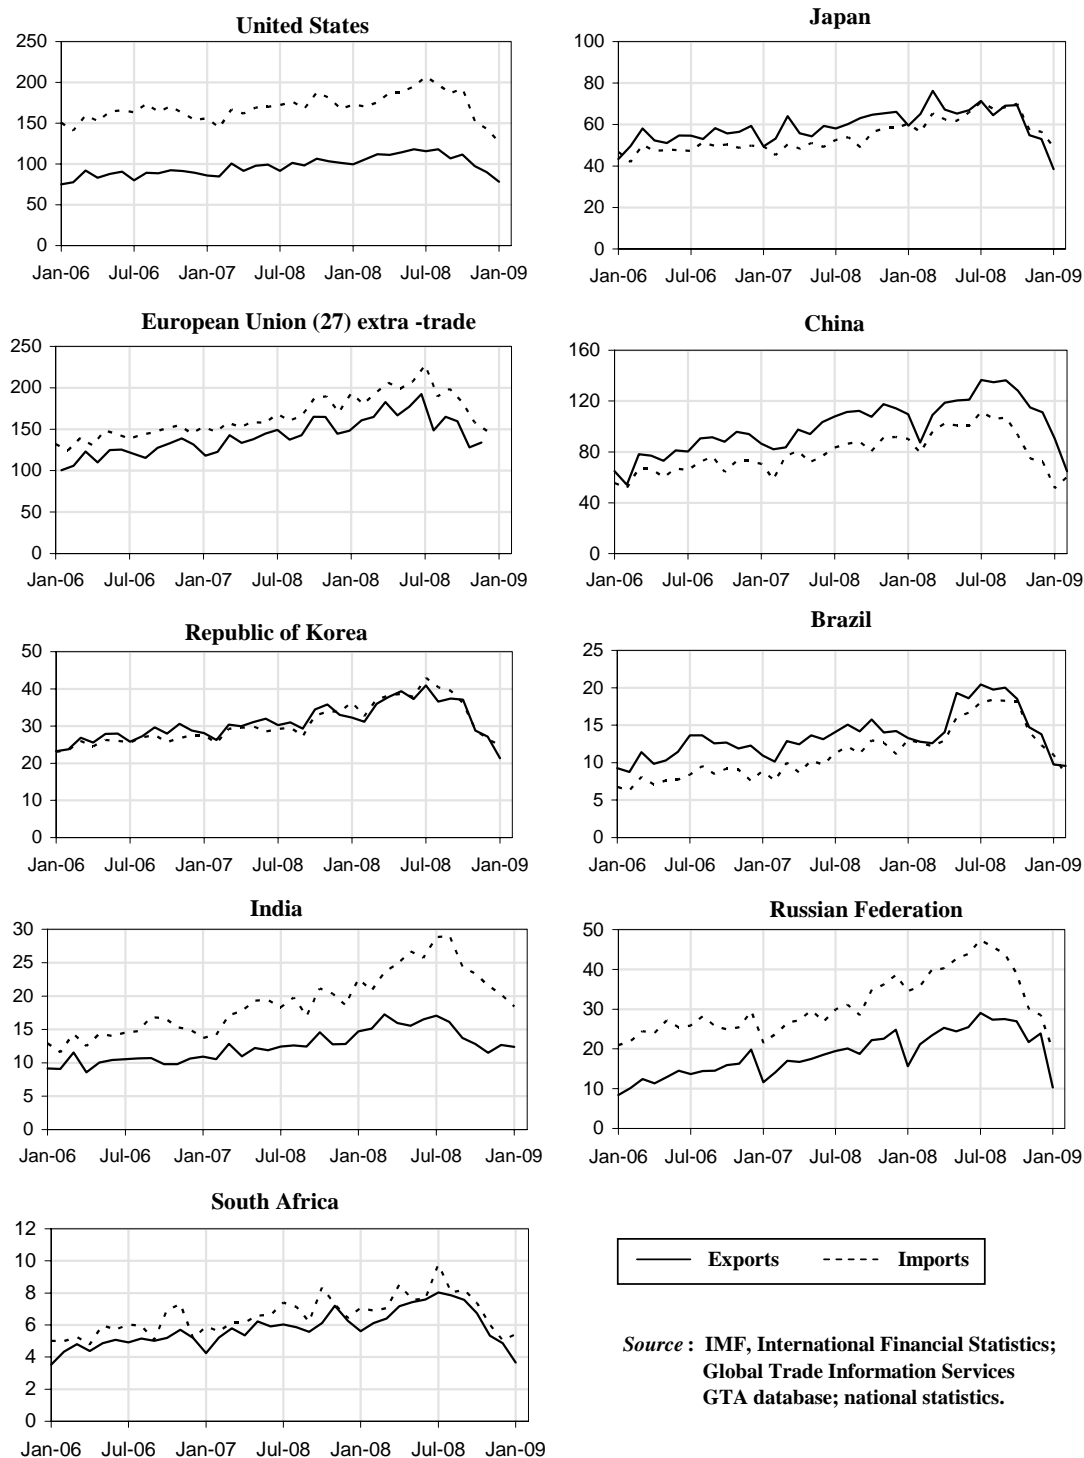 United States
250
200
150
100
50
0
Jan-06 Jul-06 Jan-07 Jul-08 Jan-08 Jul-08 Jan-09
Japan
100
80
60
40
20
0
Jan-06 Jul-06 Jan-07 Jul-08 Jan-08 Jul-08 Jan-09
European Union (27) extra -trade
250
200
150
100
50
0
Jan-06 Jul-06 Jan-07 Jul-08 Jan-08 Jul-08 Jan-09
China
160
120
80
40
0
Jan-06 Jul-06 Jan-07 Jul-08 Jan-08 Jul-08 Jan-09
Republic of Korea
50
40
30
20
10
0
Jan-06 Jul-06 Jan-07 Jul-08 Jan-08 Jul-08 Jan-09
Brazil
25
20
15
10
5
0
Jan-06 Jul-06 Jan-07 Jul-08 Jan-08 Jul-08 Jan-09
India
30
25
20
15
10
5
0
Jan-06 Jul-06 Jan-07 Jul-08 Jan-08 Jul-08 Jan-09
Russian Federation
50
40
30
20
10
0
Jan-06 Jul-06 Jan-07 Jul-08 Jan-08 Jul-08 Jan-09
South Africa
12
10
8
6
4
2
0
Jan-06 Jul-06 Jan-07 Jul-08 Jan-08 Jul-08 Jan-09
Exports Imports
Source : IMF, International Financial Statistics;
Global Trade Information Services
GTA database; national statistics.